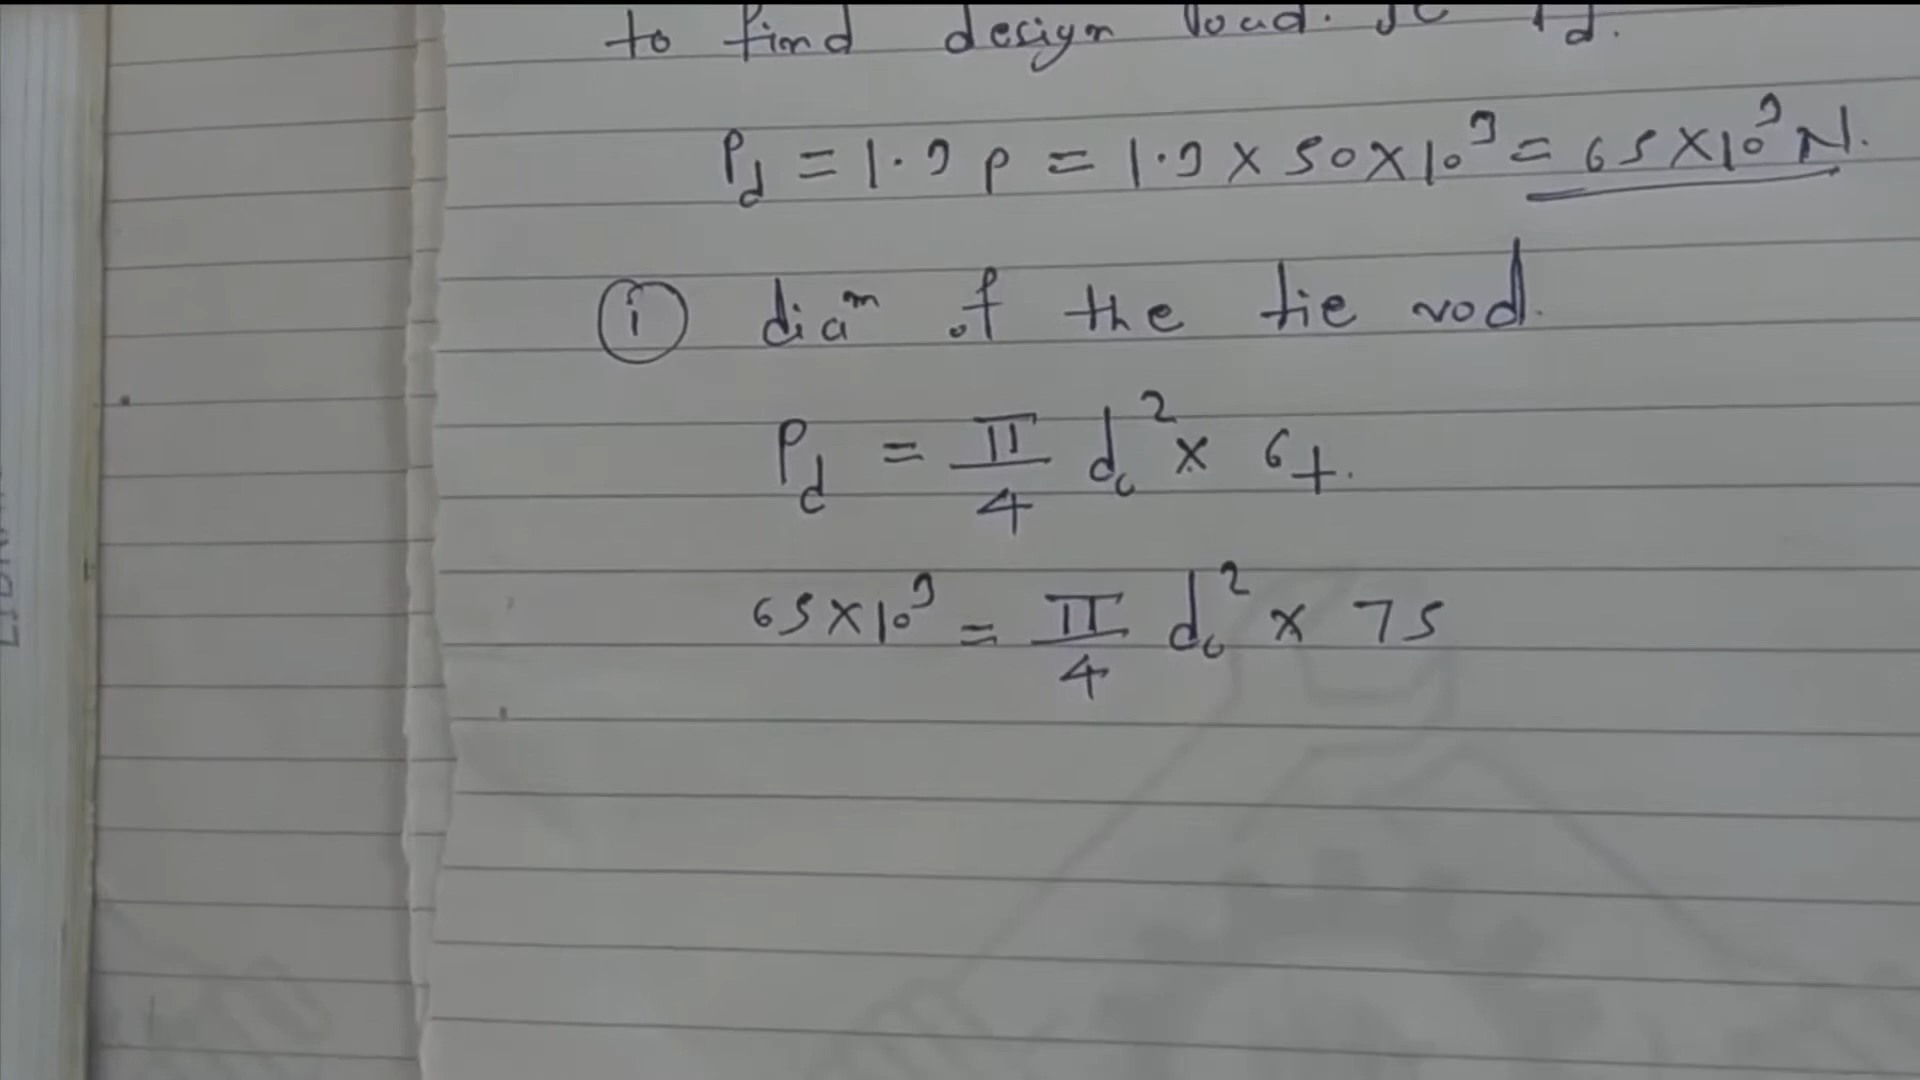 to find design load. Pd.
Pd = 1.3 P = 1.3 × 50 × 10³ = 65 × 10³ N.
(i) diaᵐ of the tie rod.
Pd = π/4 dc² × σt.
65 × 10³ = π/4 dc² × 75